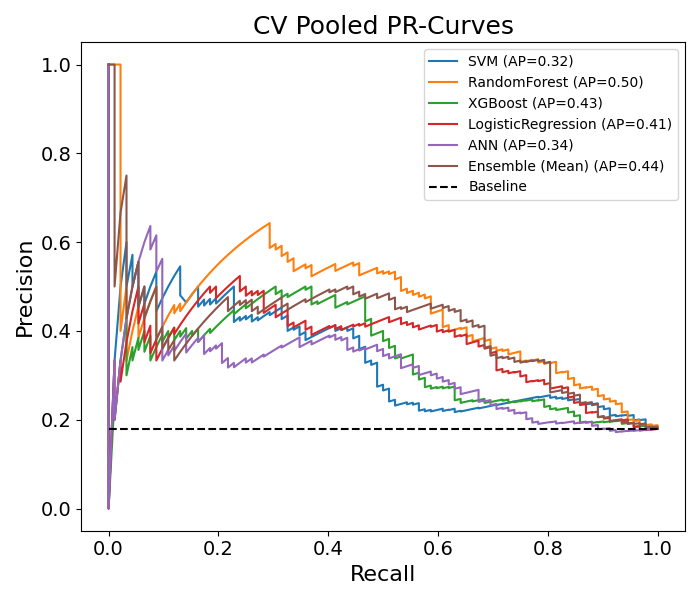 CV Pooled PR-Curves
SVM (AP=0.32)
RandomForest (AP=0.50)
XGBoost (AP=0.43)
LogisticRegression (AP=0.41)
ANN (AP=0.34)
Ensemble (Mean) (AP=0.44)
Baseline
Precision
1.0
0.8
0.6
0.4
0.2
0.0
0.0 0.2 0.4 0.6 0.8 1.0
Recall